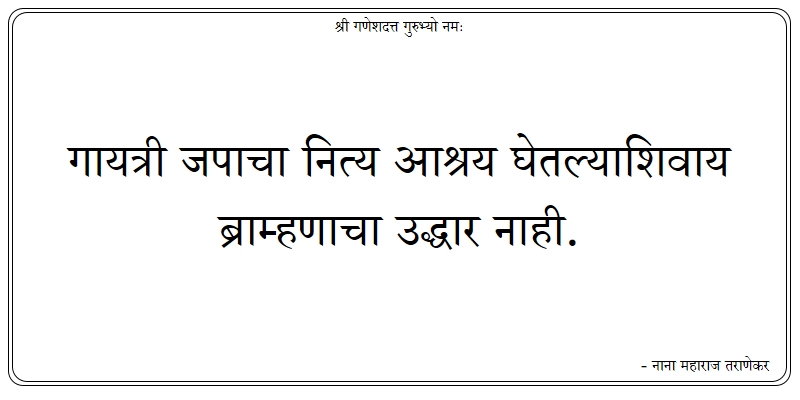 श्री गणेशदत्त गुरुभ्यो नमः
गायत्री जपाचा नित्य आश्रय घेतल्याशिवाय
ब्राम्हणाचा उद्धार नाही.
- नाना महाराज तराणेकर